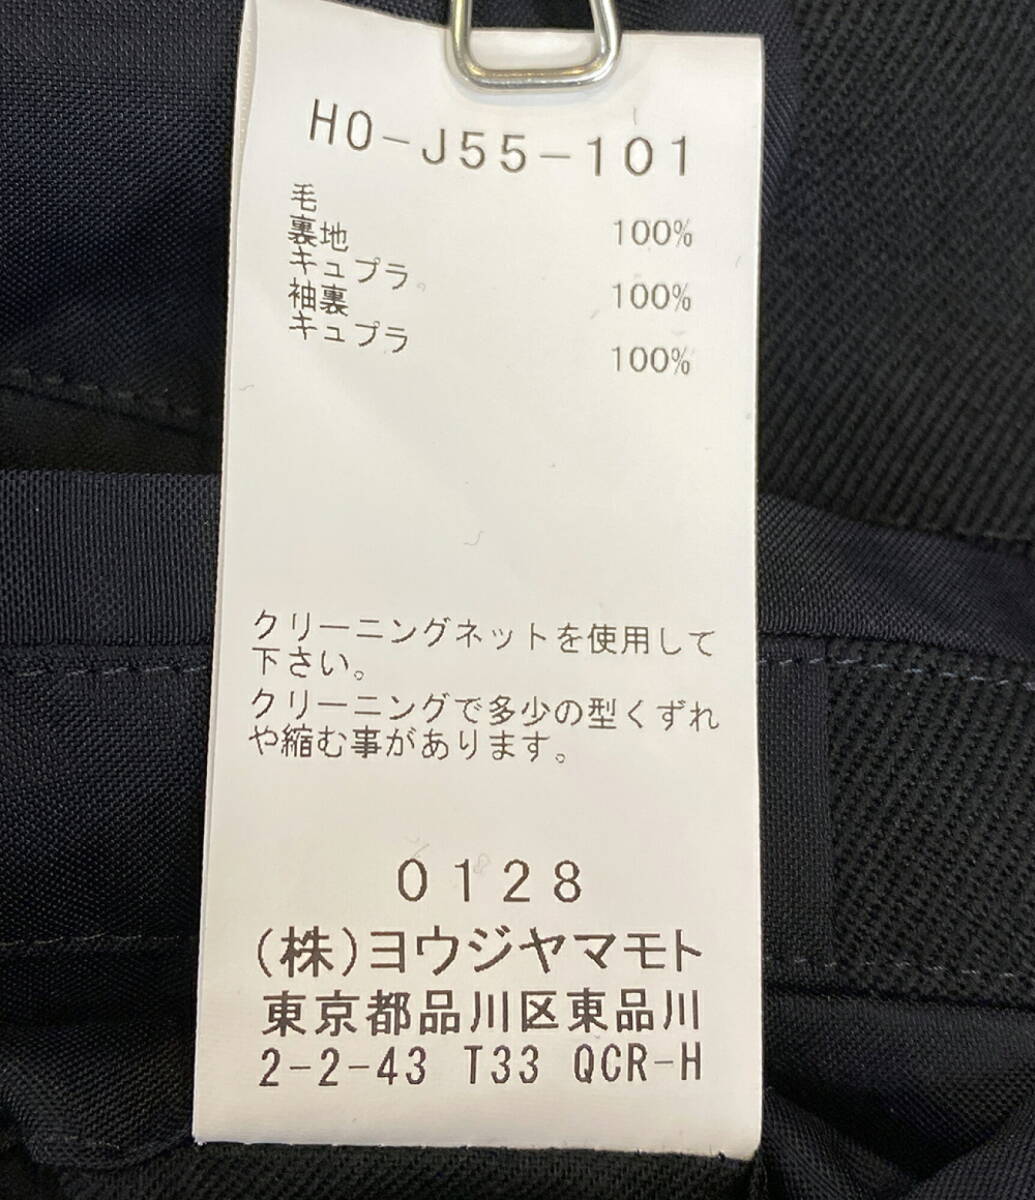 HO-J55-101
毛
100%
裏地
キュプラ
100%
袖裏
キュプラ
100%
クリーニングネットを使用して
下さい。
クリーニングで多少の型くずれ
や縮む事があります。
0128
(株)ヨウジヤマモト
東京都品川区東品川
2-2-43 T33 QCR-H